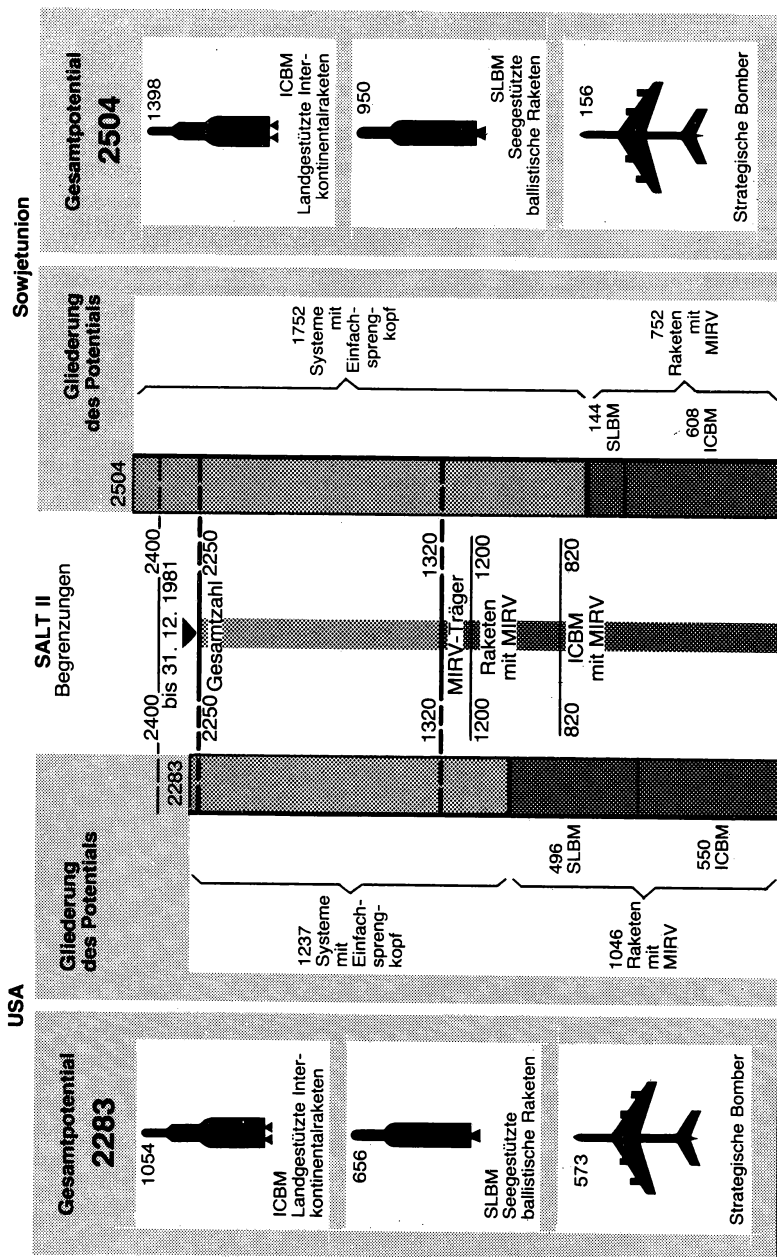 USA
Gesamtpotential
2283
1054
ICBM
Landgestützte Inter-
kontinentalraketen
656
SLBM
Seegestützte
ballistische Raketen
573
Strategische Bomber
Gliederung
des Potentials
1237
Systeme
mit
Einfach-
spreng-
kopf
1046
Raketen
mit
MIRV
496
SLBM
550
ICBM
2283
SALT II
Begrenzungen
2400 2400
bis 31. 12. 1981
2250 2250
Gesamtzahl
1320 1320
MIRV-Träger
1200 1200
Raketen
mit MIRV
820 820
ICBM
mit MIRV
Sowjetunion
Gliederung
des Potentials
2504
1752
Systeme
mit
Einfach-
spreng-
kopf
144
SLBM
608
ICBM
752
Raketen
mit
MIRV
Gesamtpotential
2504
1398
ICBM
Landgestützte Inter-
kontinentalraketen
950
SLBM
Seegestützte
ballistische Raketen
156
Strategische Bomber